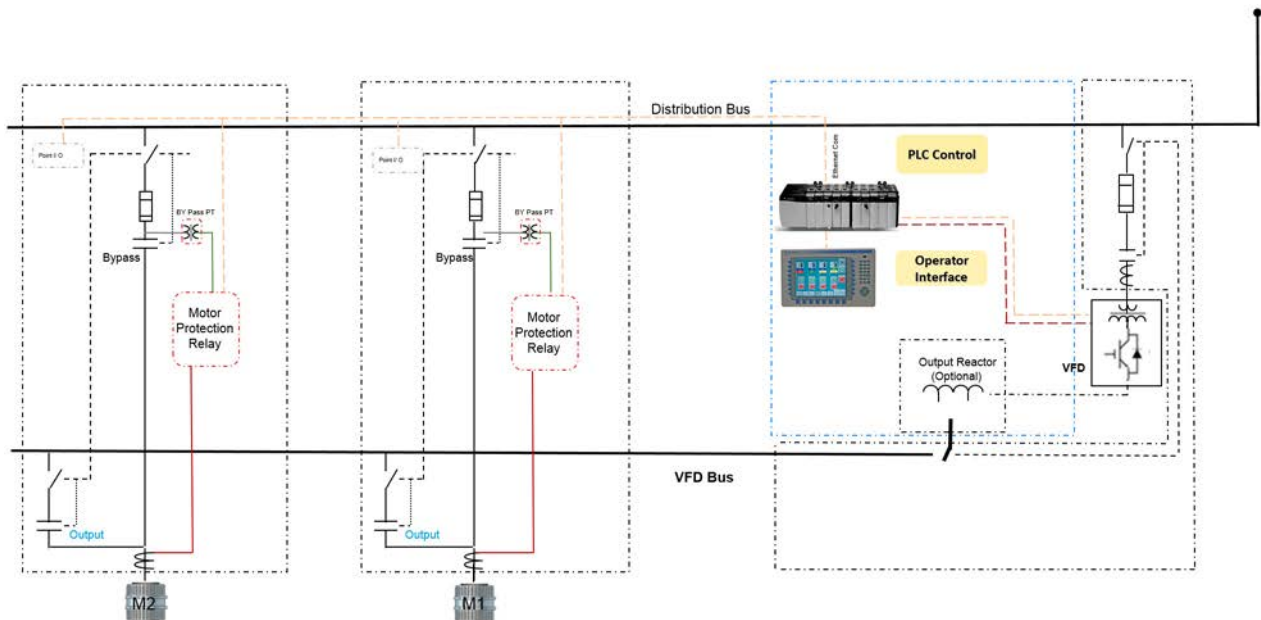 Distribution Bus
Point I/O
Point I/O
Ethernet Com
PLC Control
BY Pass PT
BY Pass PT
Bypass
Bypass
Operator
Interface
Motor
Protection
Relay
Motor
Protection
Relay
Output Reactor
(Optional)
VFD
VFD Bus
Output
Output
M2
M1